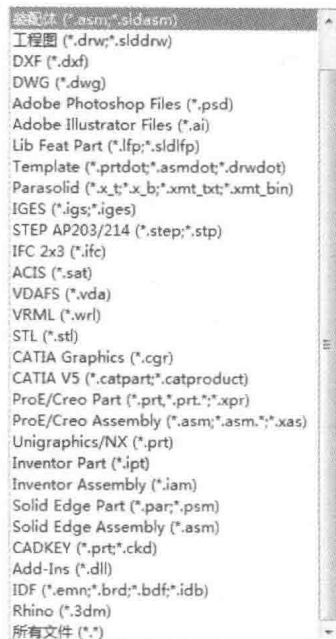 装配体 (*.asm;*.sldasm)
工程图 (*.drw;*.slddrw)
DXF (*.dxf)
DWG (*.dwg)
Adobe Photoshop Files (*.psd)
Adobe Illustrator Files (*.ai)
Lib Feat Part (*.lfp;*.sldlfp)
Template (*.prtdot;*.asmdot;*.drwdot)
Parasolid (*.x_t;*.x_b;*.xmt_txt;*.xmt_bin)
IGES (*.igs;*.iges)
STEP AP203/214 (*.step;*.stp)
IFC 2x3 (*.ifc)
ACIS (*.sat)
VDAFS (*.vda)
VRML (*.wrl)
STL (*.stl)
CATIA Graphics (*.cgr)
CATIA V5 (*.catpart;*.catproduct)
ProE/Creo Part (*.prt,*.prt.*;*.xpr)
ProE/Creo Assembly (*.asm;*.asm.*;*.xas)
Unigraphics/NX (*.prt)
Inventor Part (*.ipt)
Inventor Assembly (*.iam)
Solid Edge Part (*.par;*.psm)
Solid Edge Assembly (*.asm)
CADKEY (*.prt;*.ckd)
Add-Ins (*.dll)
IDF (*.emn;*.brd;*.bdf;*.idb)
Rhino (*.3dm)
所有文件 (*.*)